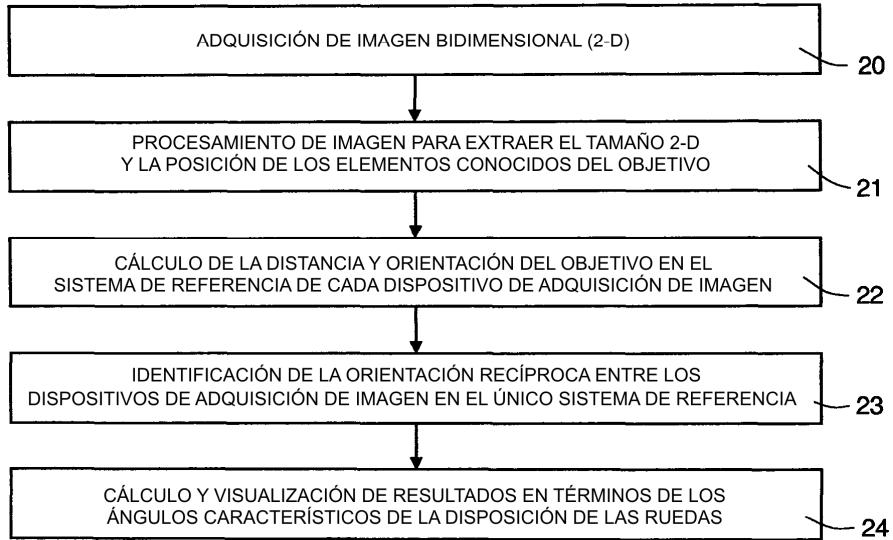 ADQUISICIÓN DE IMAGEN BIDIMENSIONAL (2-D)
20
PROCESAMIENTO DE IMAGEN PARA EXTRAER EL TAMAÑO 2-D
Y LA POSICIÓN DE LOS ELEMENTOS CONOCIDOS DEL OBJETIVO
21
CÁLCULO DE LA DISTANCIA Y ORIENTACIÓN DEL OBJETIVO EN EL
SISTEMA DE REFERENCIA DE CADA DISPOSITIVO DE ADQUISICIÓN DE IMAGEN
22
IDENTIFICACIÓN DE LA ORIENTACIÓN RECÍPROCA ENTRE LOS
DISPOSITIVOS DE ADQUISICIÓN DE IMAGEN EN EL ÚNICO SISTEMA DE REFERENCIA
23
CÁLCULO Y VISUALIZACIÓN DE RESULTADOS EN TÉRMINOS DE LOS
ÁNGULOS CARACTERÍSTICOS DE LA DISPOSICIÓN DE LAS RUEDAS
24